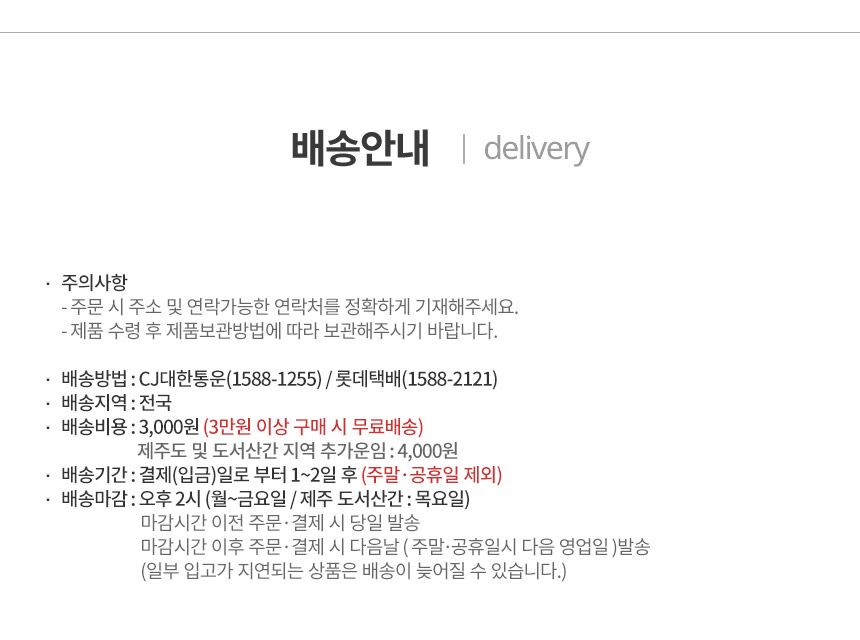 배송안내 | delivery
· 주의사항
- 주문 시 주소 및 연락가능한 연락처를 정확하게 기재해주세요.
- 제품 수령 후 제품보관방법에 따라 보관해주시기 바랍니다.
· 배송방법 : CJ대한통운(1588-1255) / 롯데택배(1588-2121)
· 배송지역 : 전국
· 배송비용 : 3,000원 (3만원 이상 구매 시 무료배송)
제주도 및 도서산간 지역 추가운임 : 4,000원
· 배송기간 : 결제(입금)일로 부터 1~2일 후 (주말·공휴일 제외)
· 배송마감 : 오후 2시 (월~금요일 / 제주 도서산간 : 목요일)
마감시간 이전 주문·결제 시 당일 발송
마감시간 이후 주문·결제 시 다음날 ( 주말·공휴일시 다음 영업일 )발송
(일부 입고가 지연되는 상품은 배송이 늦어질 수 있습니다.)